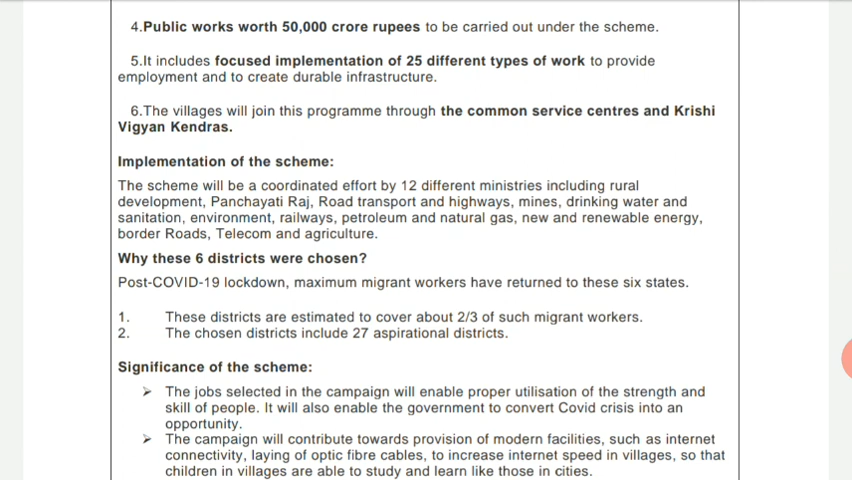 4.Public works worth 50,000 crore rupees to be carried out under the scheme.
5.It includes focused implementation of 25 different types of work to provide
employment and to create durable infrastructure.
6.The villages will join this programme through the common service centres and Krishi
Vigyan Kendras.
Implementation of the scheme:
The scheme will be a coordinated effort by 12 different ministries including rural
development, Panchayati Raj, Road transport and highways, mines, drinking water and
sanitation, environment, railways, petroleum and natural gas, new and renewable energy,
border Roads, Telecom and agriculture.
Why these 6 districts were chosen?
Post-COVID-19 lockdown, maximum migrant workers have returned to these six states.
1. These districts are estimated to cover about 2/3 of such migrant workers.
2. The chosen districts include 27 aspirational districts.
Significance of the scheme:
➢ The jobs selected in the campaign will enable proper utilisation of the strength and
skill of people. It will also enable the government to convert Covid crisis into an
opportunity.
➢ The campaign will contribute towards provision of modern facilities, such as internet
connectivity, laying of optic fibre cables, to increase internet speed in villages, so that
children in villages are able to study and learn like those in cities.